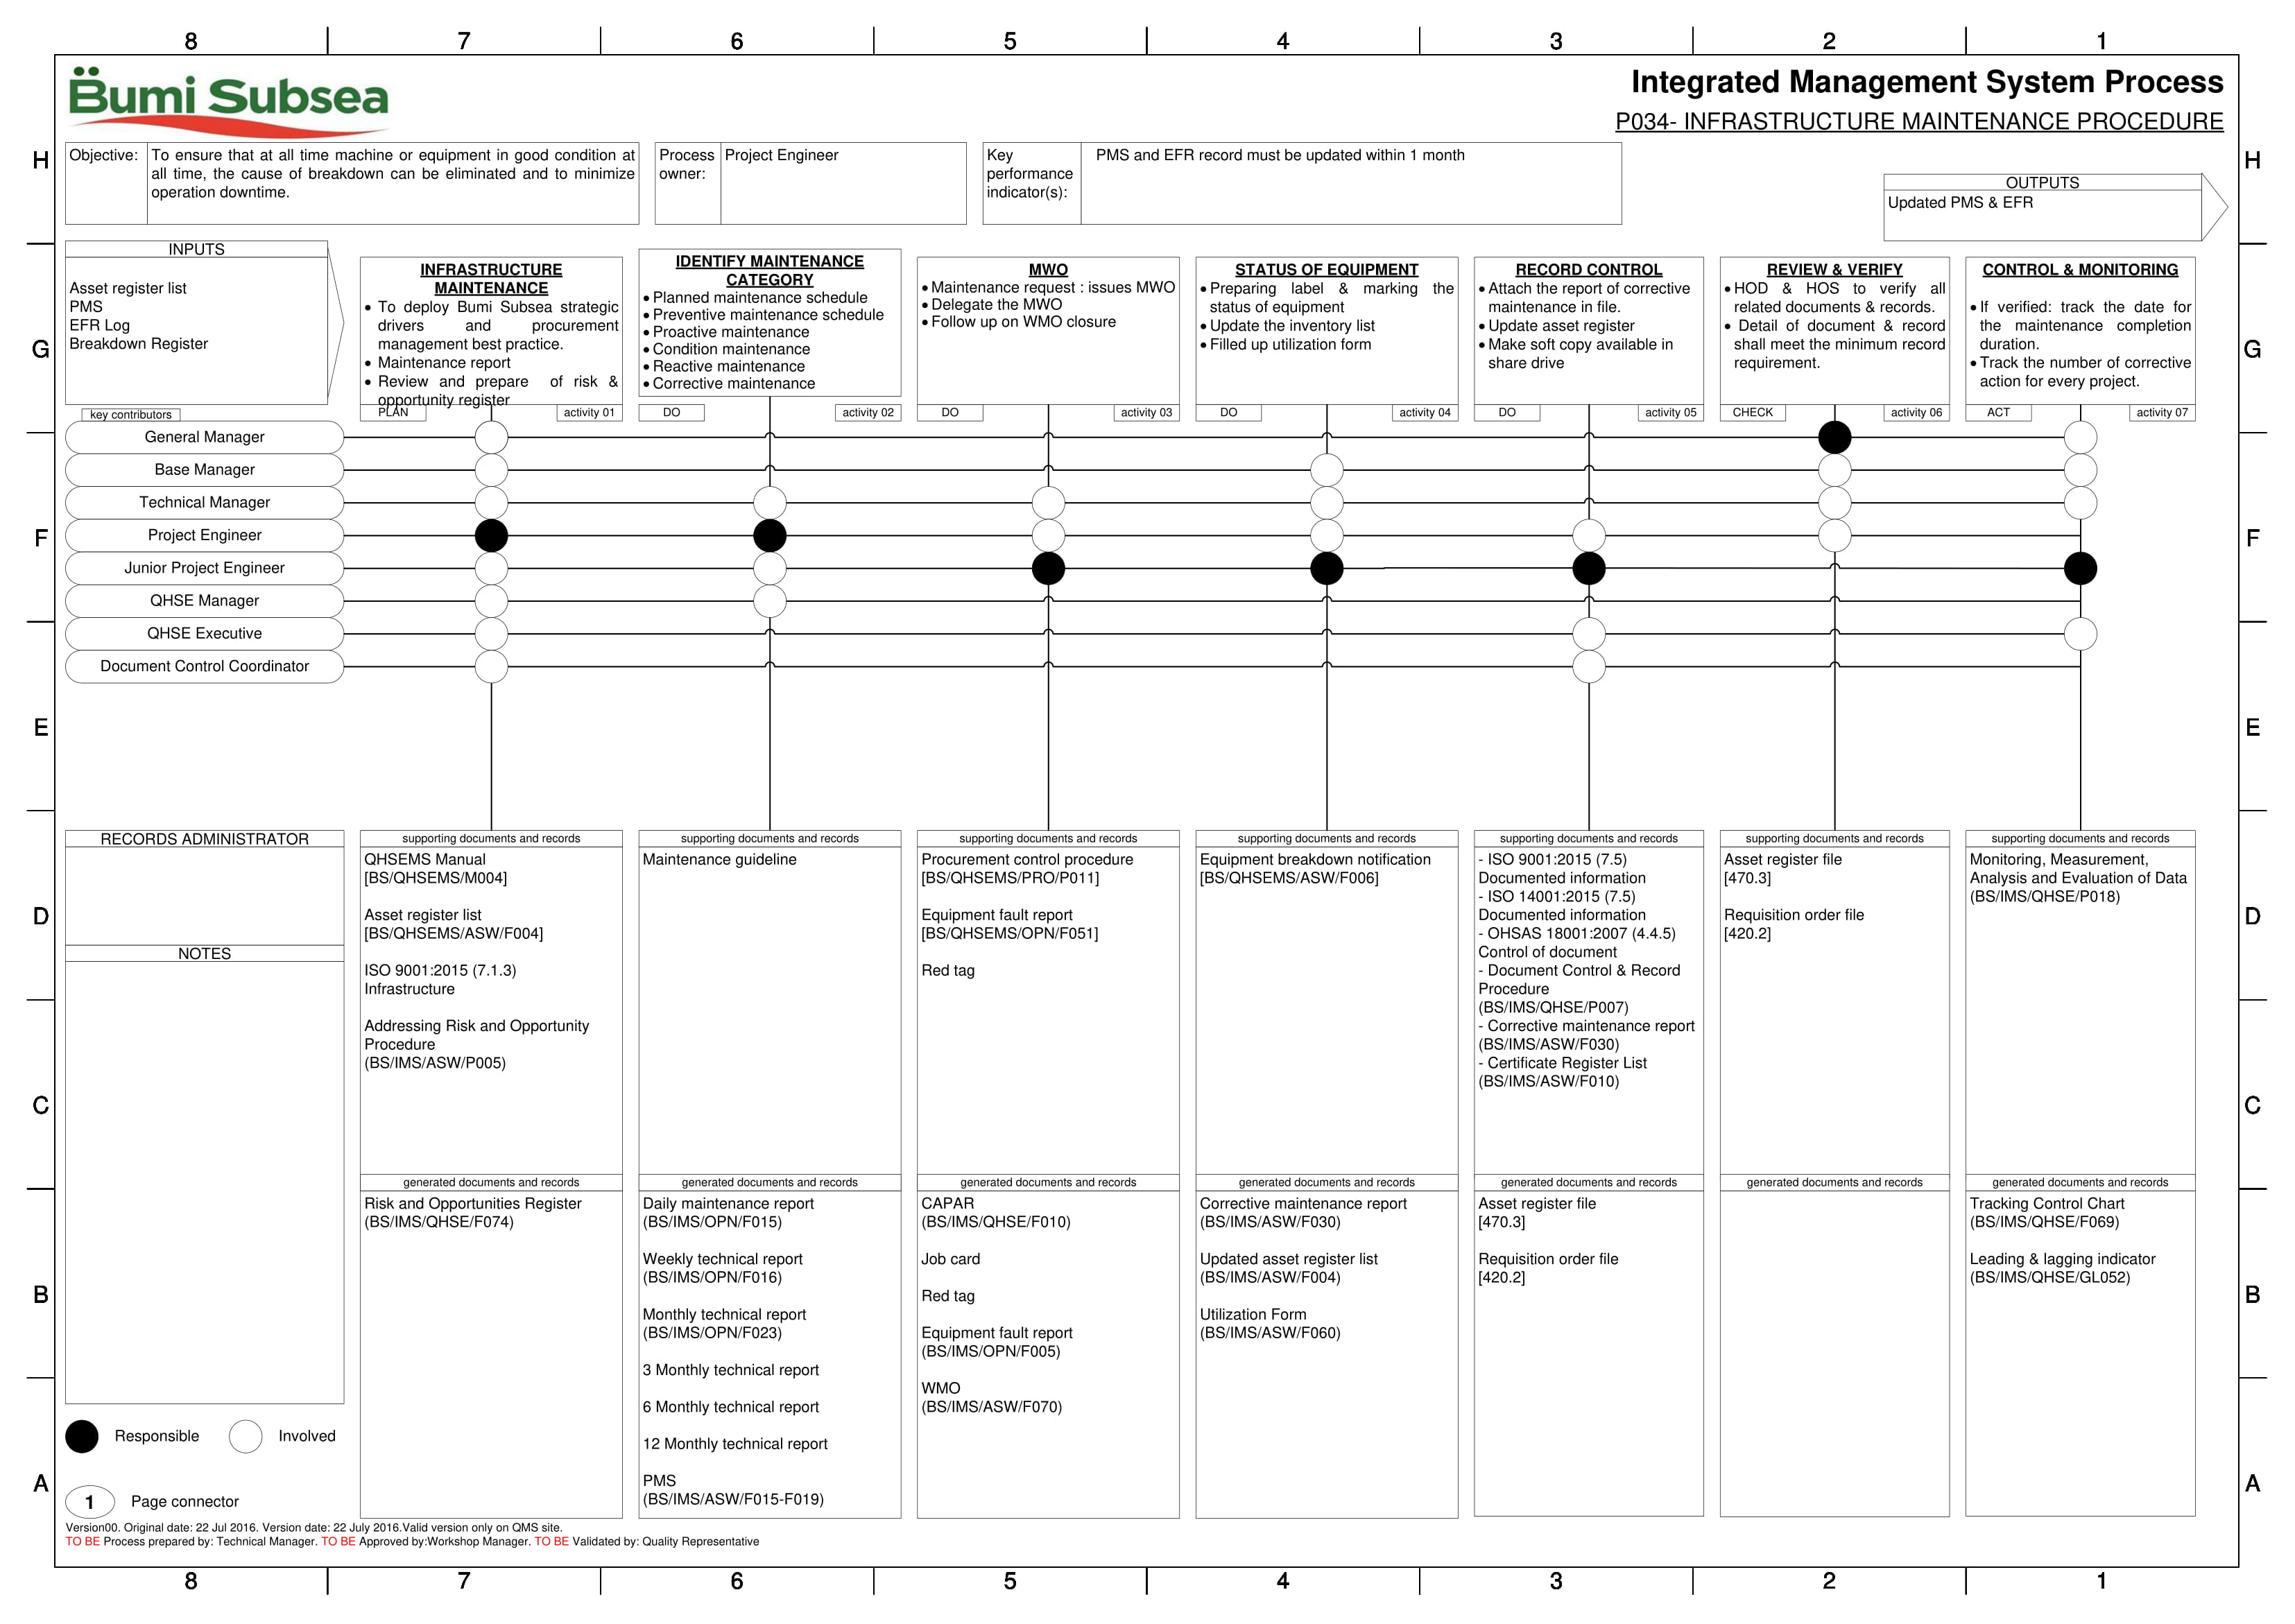 8 7 6 5 4 3 2 1
Bumi Subsea
Integrated Management System Process
P034- INFRASTRUCTURE MAINTENANCE PROCEDURE
H
H
Objective:
To ensure that at all time machine or equipment in good condition at
all time, the cause of breakdown can be eliminated and to minimize
operation downtime.
Process
owner:
Project Engineer
Key
performance
indicator(s):
PMS and EFR record must be updated within 1 month
OUTPUTS
Updated PMS & EFR
INPUTS
Asset register list
PMS
EFR Log
Breakdown Register
G
G
INFRASTRUCTURE
MAINTENANCE
• To deploy Bumi Subsea strategic
drivers and procurement
management best practice.
• Maintenance report
• Review and prepare of risk &
opportunity register
PLAN
activity 01
IDENTIFY MAINTENANCE
CATEGORY
• Planned maintenance schedule
• Preventive maintenance schedule
• Proactive maintenance
• Condition maintenance
• Reactive maintenance
• Corrective maintenance
DO
activity 02
MWO
• Maintenance request : issues MWO
• Delegate the MWO
• Follow up on WMO closure
DO
activity 03
STATUS OF EQUIPMENT
• Preparing label & marking the
status of equipment
• Update the inventory list
• Filled up utilization form
DO
activity 04
RECORD CONTROL
• Attach the report of corrective
maintenance in file.
• Update asset register
• Make soft copy available in
share drive
DO
activity 05
REVIEW & VERIFY
• HOD & HOS to verify all
related documents & records.
• Detail of document & record
shall meet the minimum record
requirement.
CHECK
activity 06
CONTROL & MONITORING
• If verified: track the date for
the maintenance completion
duration.
• Track the number of corrective
action for every project.
ACT
activity 07
key contributors
General Manager
Base Manager
Technical Manager
Project Engineer
Junior Project Engineer
QHSE Manager
QHSE Executive
Document Control Coordinator
F
F
E
E
RECORDS ADMINISTRATOR
NOTES
D
D
C
C
supporting documents and records
QHSEMS Manual
[BS/QHSEMS/M004]
Asset register list
[BS/QHSEMS/ASW/F004]
ISO 9001:2015 (7.1.3)
Infrastructure
Addressing Risk and Opportunity
Procedure
(BS/IMS/ASW/P005)
supporting documents and records
Maintenance guideline
supporting documents and records
Procurement control procedure
[BS/QHSEMS/PRO/P011]
Equipment fault report
[BS/QHSEMS/OPN/F051]
Red tag
supporting documents and records
Equipment breakdown notification
[BS/QHSEMS/ASW/F006]
supporting documents and records
- ISO 9001:2015 (7.5)
Documented information
- ISO 14001:2015 (7.5)
Documented information
- OHSAS 18001:2007 (4.4.5)
Control of document
- Document Control & Record
Procedure
(BS/IMS/QHSE/P007)
- Corrective maintenance report
(BS/IMS/ASW/F030)
- Certificate Register List
(BS/IMS/ASW/F010)
supporting documents and records
Asset register file
[470.3]
Requisition order file
[420.2]
supporting documents and records
Monitoring, Measurement,
Analysis and Evaluation of Data
(BS/IMS/QHSE/P018)
B
B
generated documents and records
Risk and Opportunities Register
(BS/IMS/QHSE/F074)
generated documents and records
Daily maintenance report
(BS/IMS/OPN/F015)
Weekly technical report
(BS/IMS/OPN/F016)
Monthly technical report
(BS/IMS/OPN/F023)
3 Monthly technical report
6 Monthly technical report
12 Monthly technical report
PMS
(BS/IMS/ASW/F015-F019)
generated documents and records
CAPAR
(BS/IMS/QHSE/F010)
Job card
Red tag
Equipment fault report
(BS/IMS/OPN/F005)
WMO
(BS/IMS/ASW/F070)
generated documents and records
Corrective maintenance report
(BS/IMS/ASW/F030)
Updated asset register list
(BS/IMS/ASW/F004)
Utilization Form
(BS/IMS/ASW/F060)
generated documents and records
Asset register file
[470.3]
Requisition order file
[420.2]
generated documents and records
generated documents and records
Tracking Control Chart
(BS/IMS/QHSE/F069)
Leading & lagging indicator
(BS/IMS/QHSE/GL052)
Responsible
Involved
A
A
1 Page connector
Version00. Original date: 22 Jul 2016. Version date: 22 July 2016.Valid version only on QMS site.
TO BE Process prepared by: Technical Manager. TO BE Approved by:Workshop Manager. TO BE Validated by: Quality Representative
8 7 6 5 4 3 2 1